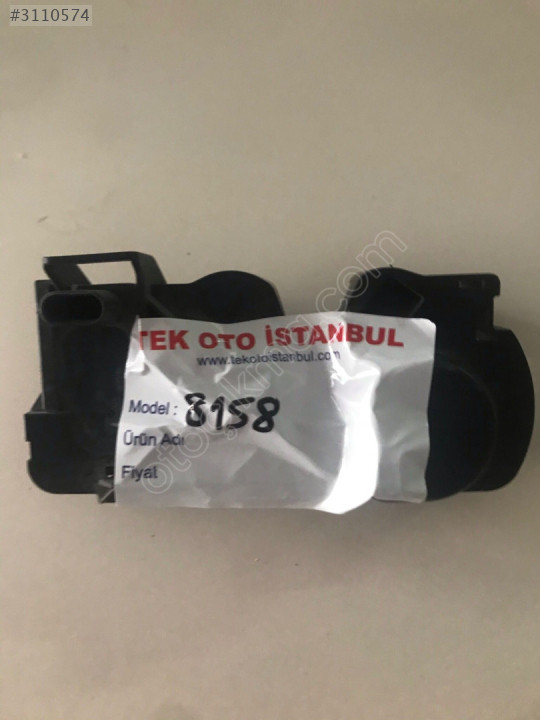 #3110574
TEK OTO İSTANBUL
www.tekotoistanbul.com
Model : 8158
Ürün Adı
Fiyat